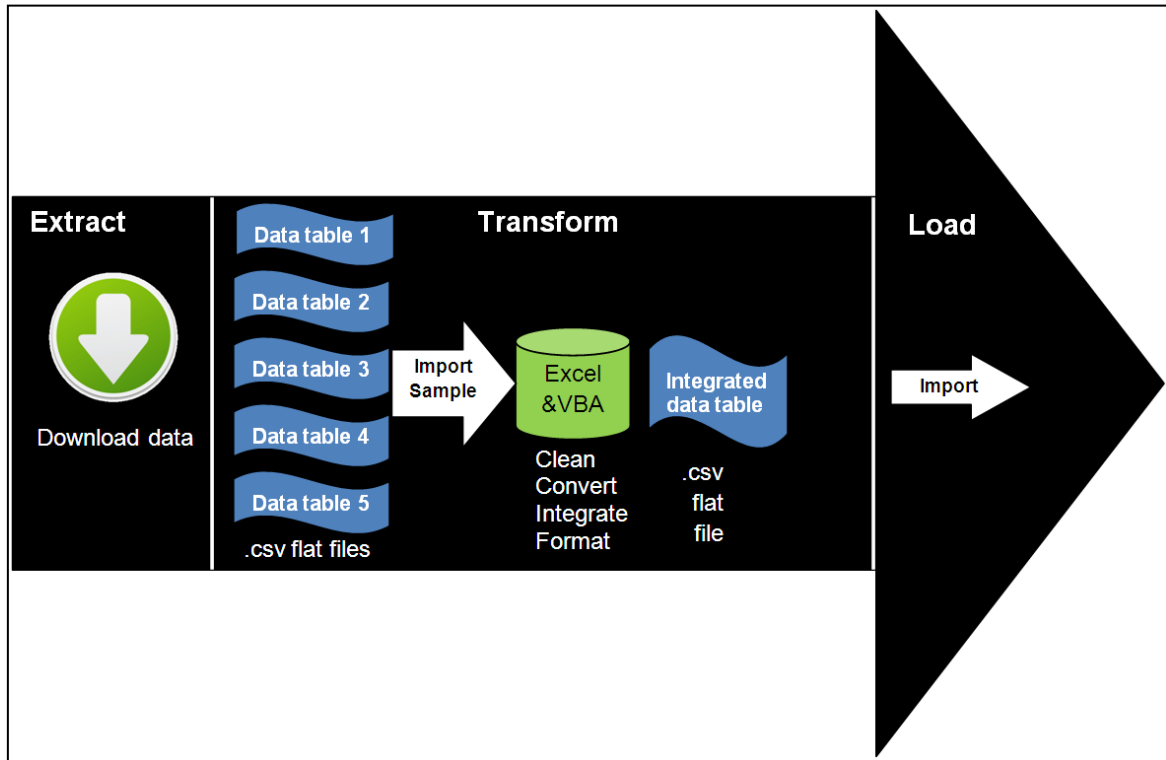 Extract
Download data
Transform
Data table 1
Data table 2
Data table 3
Data table 4
Data table 5
.csv flat files
Import
Sample
Excel
&VBA
Clean
Convert
Integrate
Format
Integrated
data table
.csv
flat
file
Load
Import